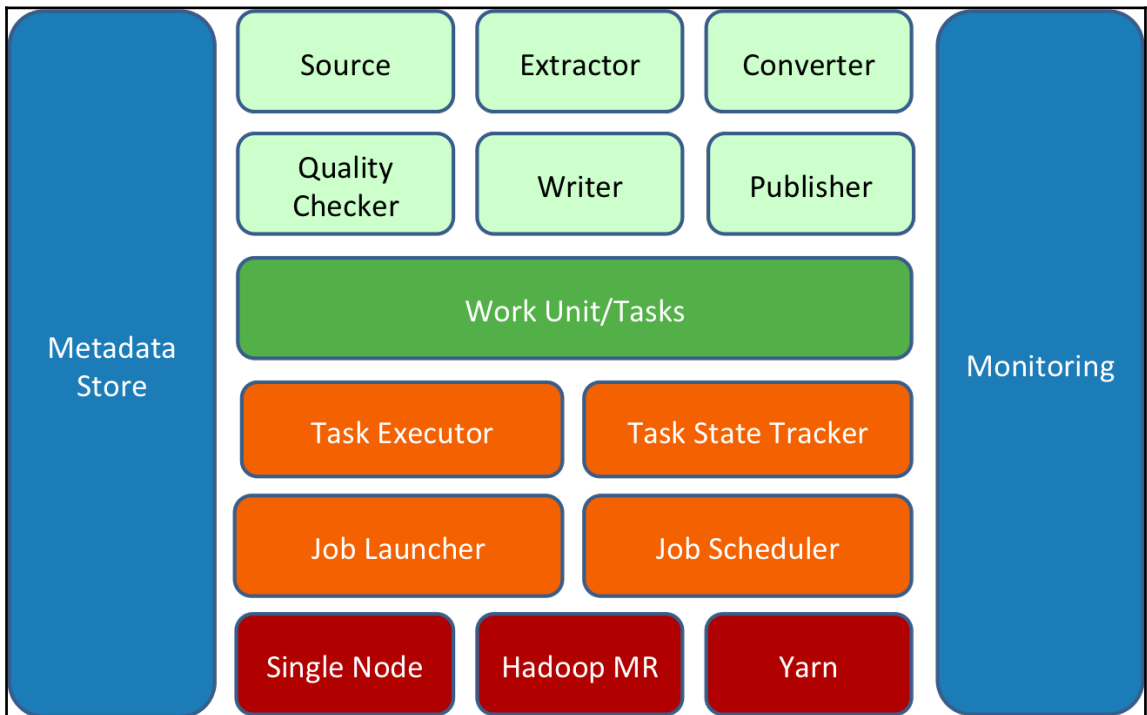 Source
Extractor
Converter
Quality
Checker
Writer
Publisher
Work Unit/Tasks
Metadata
Store
Monitoring
Task Executor
Task State Tracker
Job Launcher
Job Scheduler
Single Node
Hadoop MR
Yarn